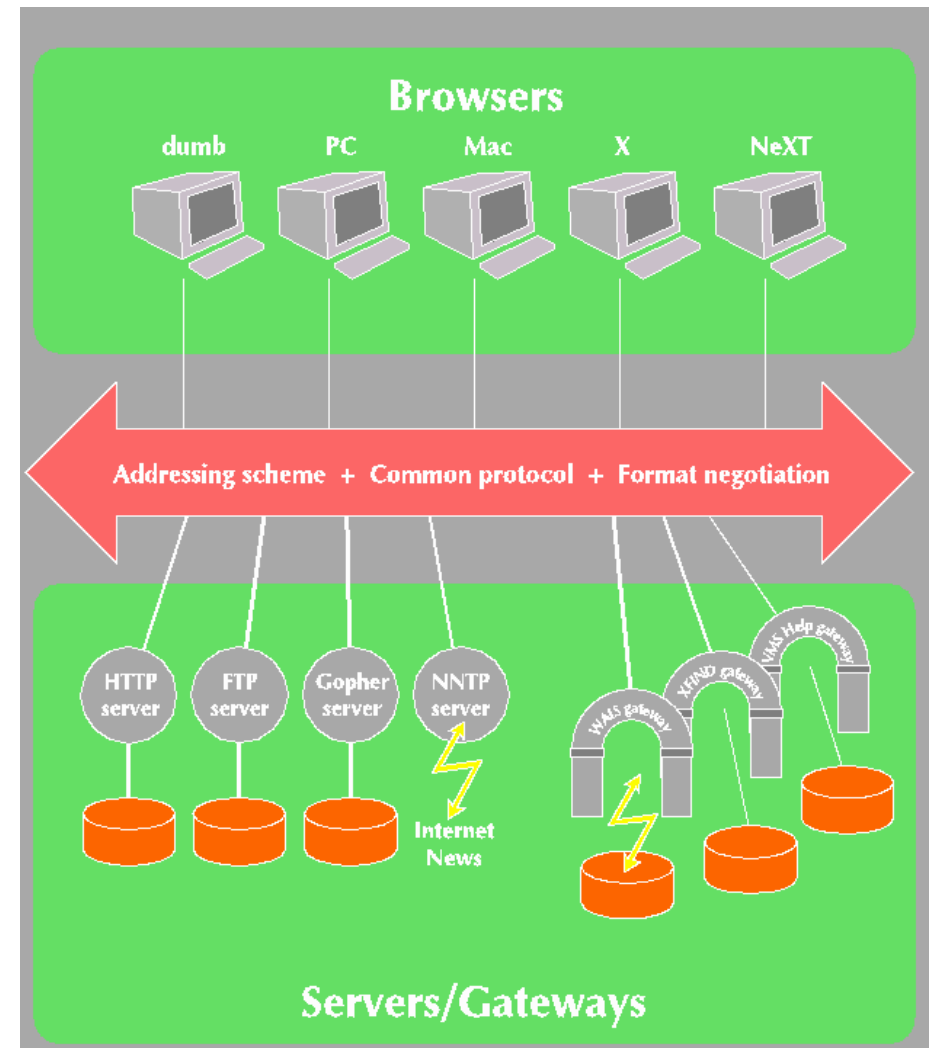 Browsers
dumb PC Mac X NeXT
Addressing scheme + Common protocol + Format negotiation
HTTP server
FTP server
Gopher server
NNTP server
Internet News
WAIS gateway
XFIND gateway
VMS Help gateway
Servers/Gateways